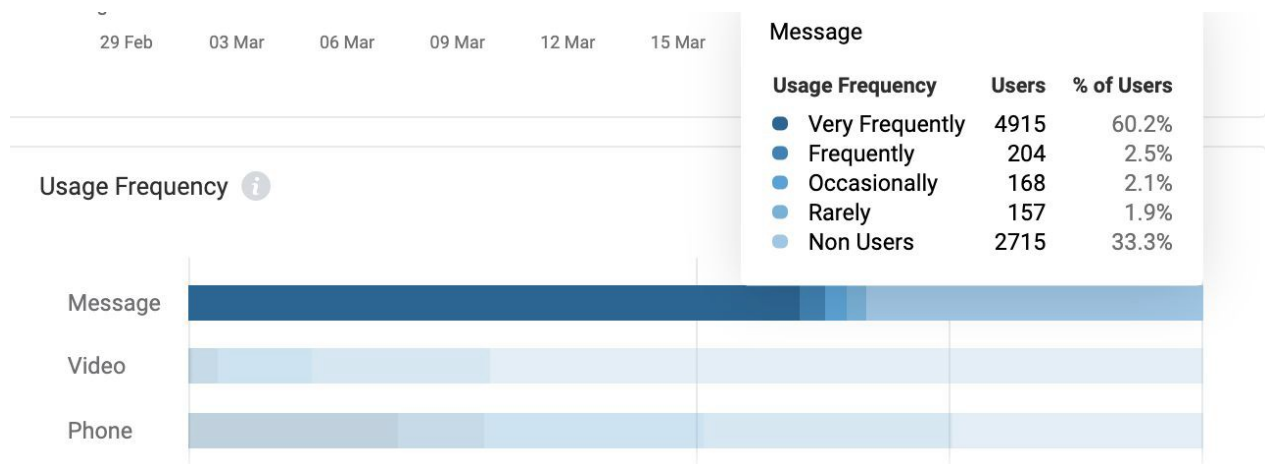 29 Feb 03 Mar 06 Mar 09 Mar 12 Mar 15 Mar
Message
Usage Frequency Users % of Users
Very Frequently 4915 60.2%
Frequently 204 2.5%
Occasionally 168 2.1%
Rarely 157 1.9%
Non Users 2715 33.3%
Usage Frequency i
Message
Video
Phone